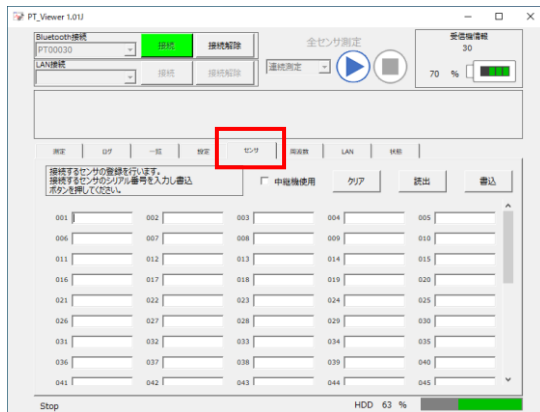 PT_Viewer 1.01J
Bluetooth接続
PT00030 接続 接続解除
LAN接続
接続 接続解除
全センサ測定
連続測定
受信機情報
30
70 %
測定 ログ 一括 設定 センサ 周波数 LAN 状態
接続するセンサの登録を行います。
接続するセンサのシリアル番号を入力し書込
ボタンを押してください。
中継機使用 クリア 読出 書込
001 002 003 004 005
006 007 008 009 010
011 012 013 014 015
016 017 018 019 020
021 022 023 024 025
026 027 028 029 030
031 032 033 034 035
036 037 038 039 040
041 042 043 044 045
Stop HDD 63 %